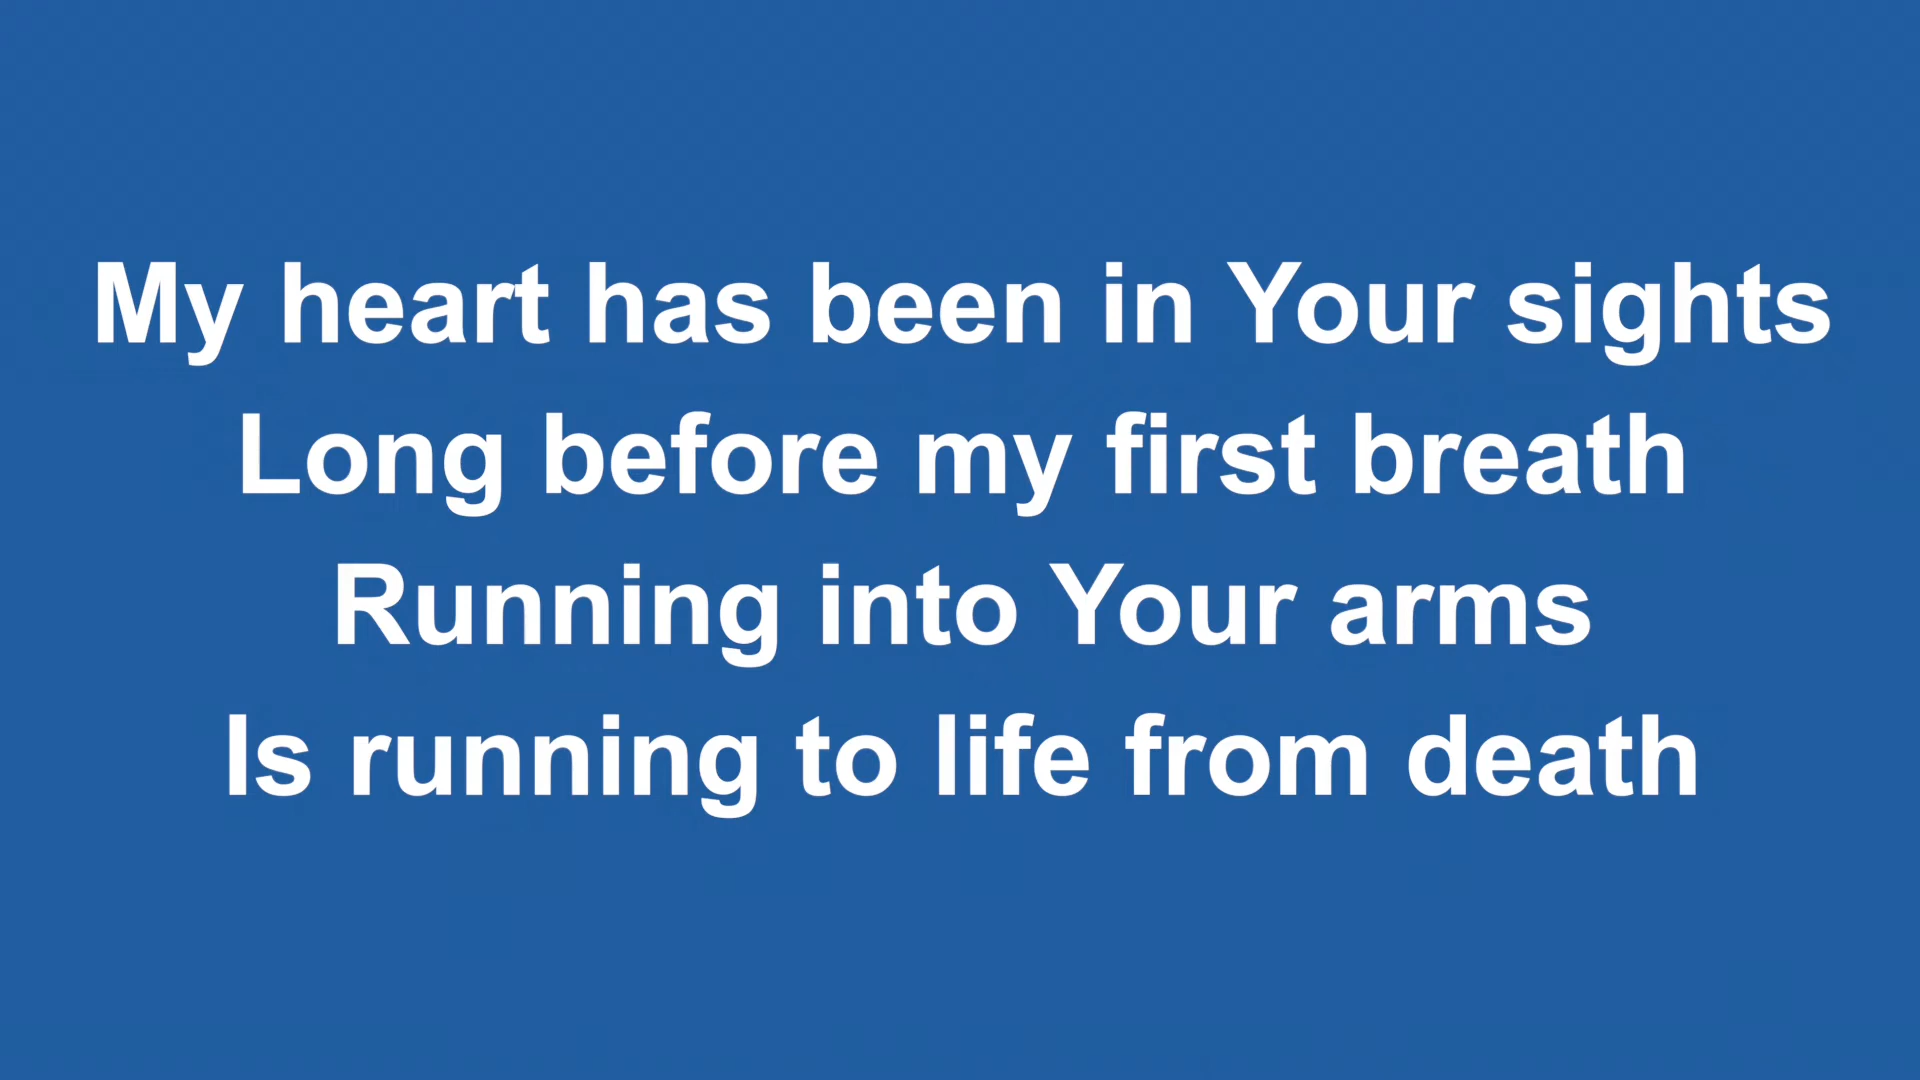 My heart has been in Your sights
Long before my first breath
Running into Your arms
Is running to life from death